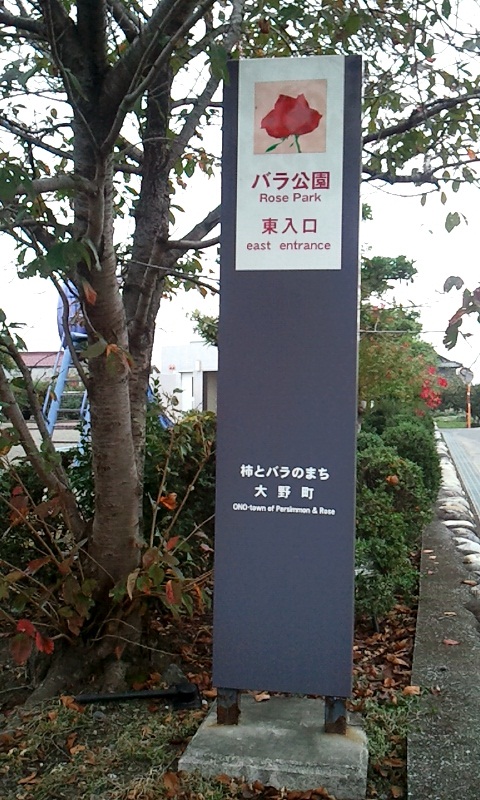 バラ公園
Rose Park
東入口
east entrance
柿とバラのまち
大野町
ONO-town of Persimmon & Rose